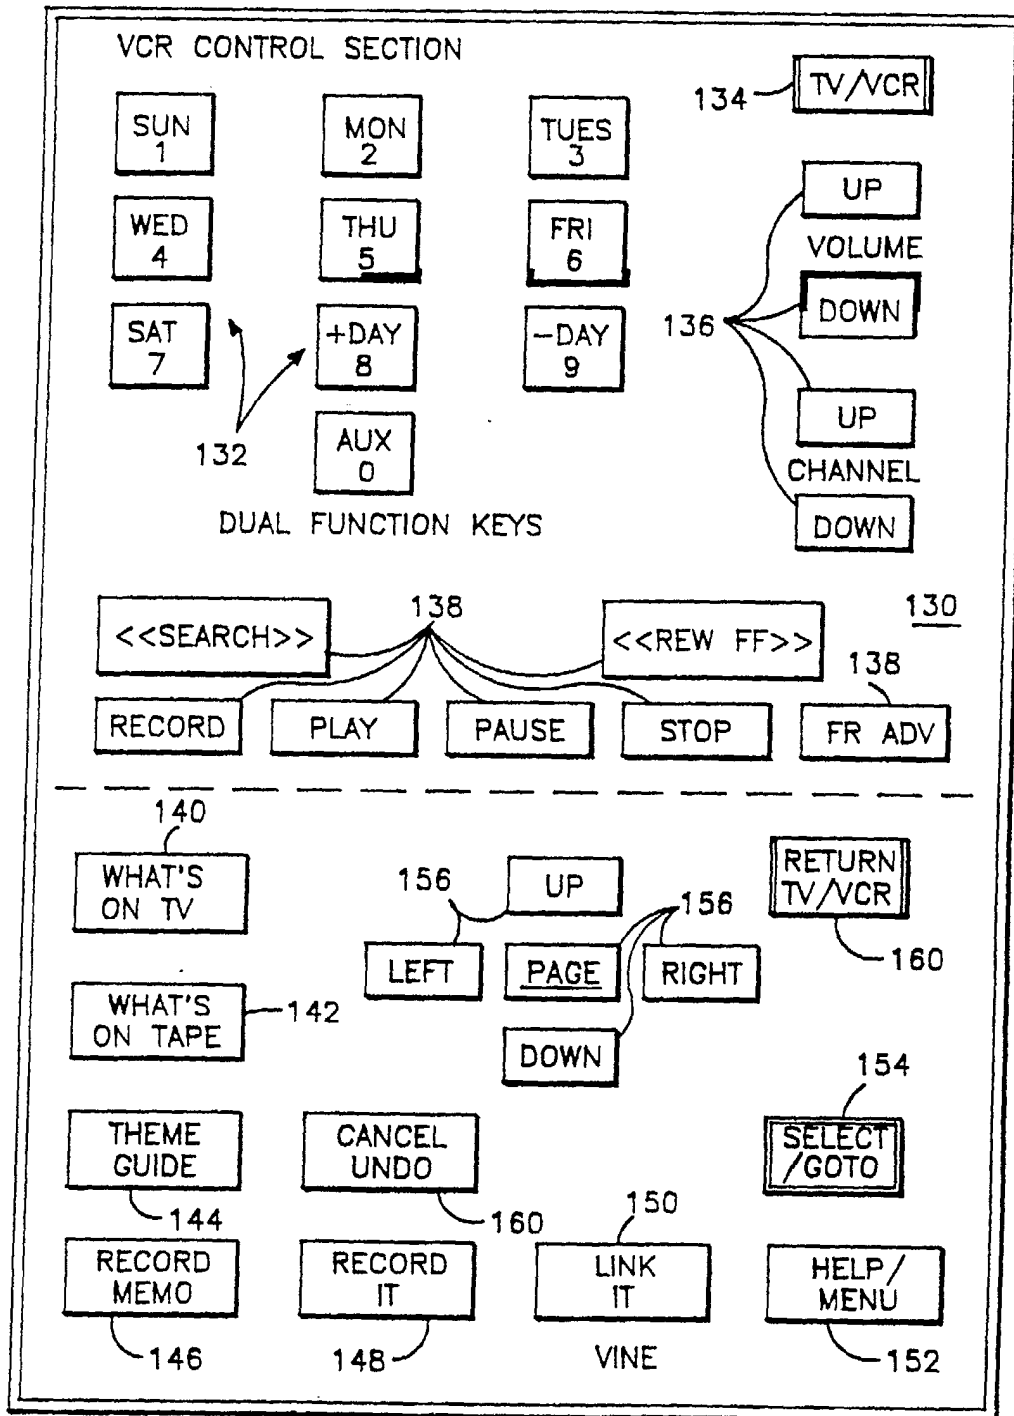 VCR CONTROL SECTION
134
TV/VCR
SUN
1
MON
2
TUES
3
UP
VOLUME
DOWN
WED
4
THU
5
FRI
6
136
SAT
7
+DAY
8
-DAY
9
UP
CHANNEL
DOWN
132
AUX
0
DUAL FUNCTION KEYS
138
130
<<SEARCH>>
<<REW FF>>
138
RECORD
PLAY
PAUSE
STOP
FR ADV
140
WHAT'S
ON TV
156
UP
156
RETURN
TV/VCR
160
LEFT
PAGE
RIGHT
WHAT'S
ON TAPE
142
DOWN
154
THEME
GUIDE
144
CANCEL
UNDO
160
SELECT
/GOTO
150
RECORD
MEMO
146
RECORD
IT
148
LINK
IT
VINE
HELP/
MENU
152